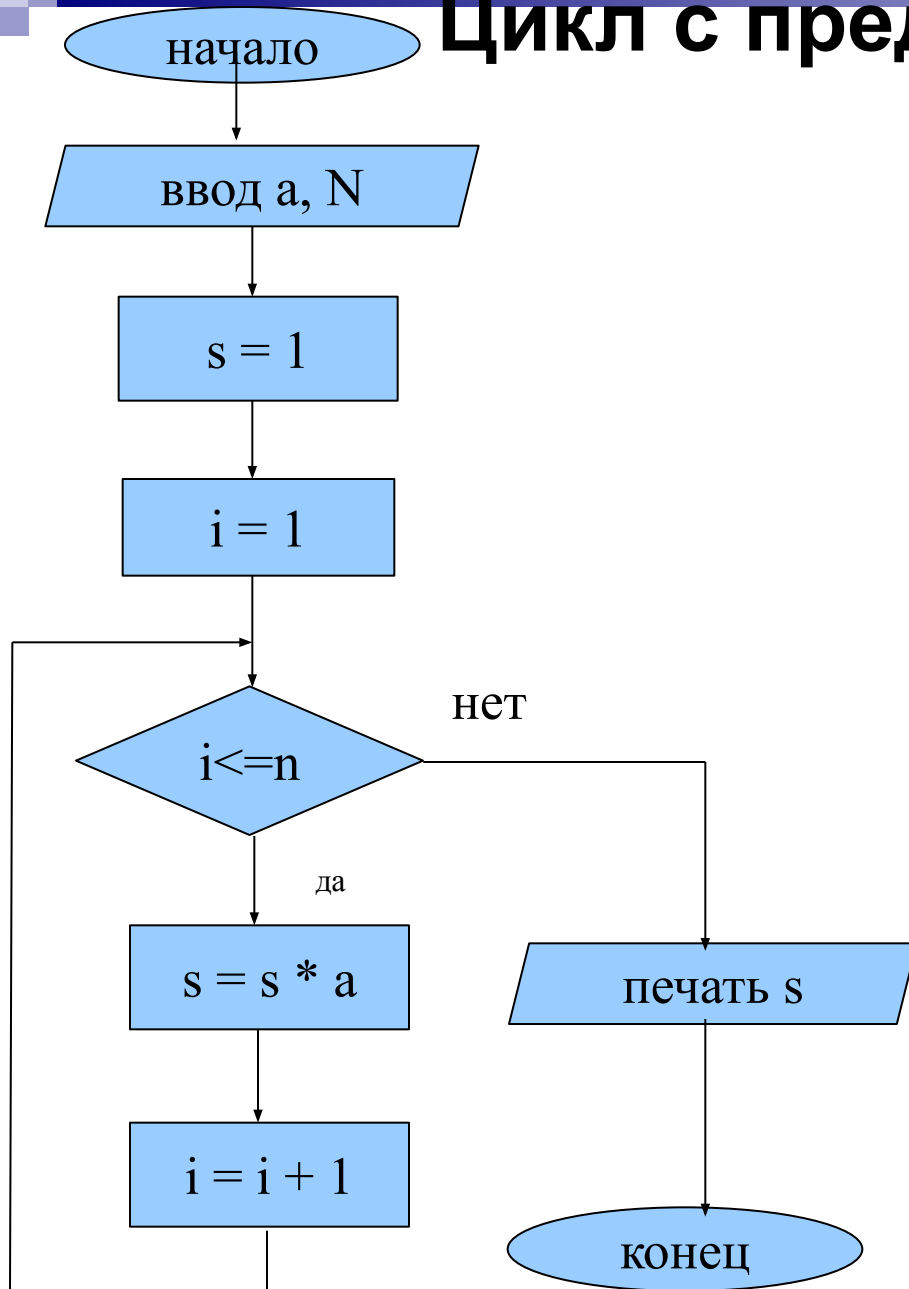 Цикл с пред
начало
ввод a, N
s = 1
i = 1
i<=n
нет
да
s = s * a
i = i + 1
печать s
конец